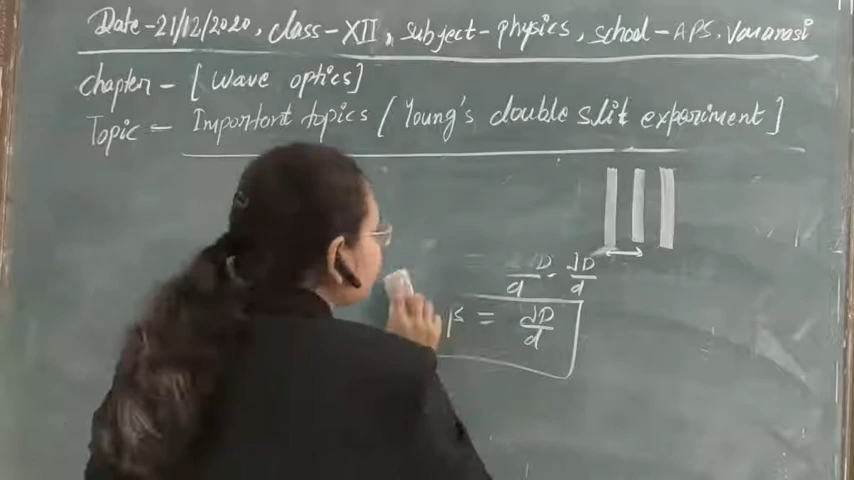 Date-21/12/2020, class-XII, subject-physics, school-APS, Varanasi
chapter - [wave optics]
Topic - Important topics [Young's double slit experiment]
D/d - λD/d
β = λD/d